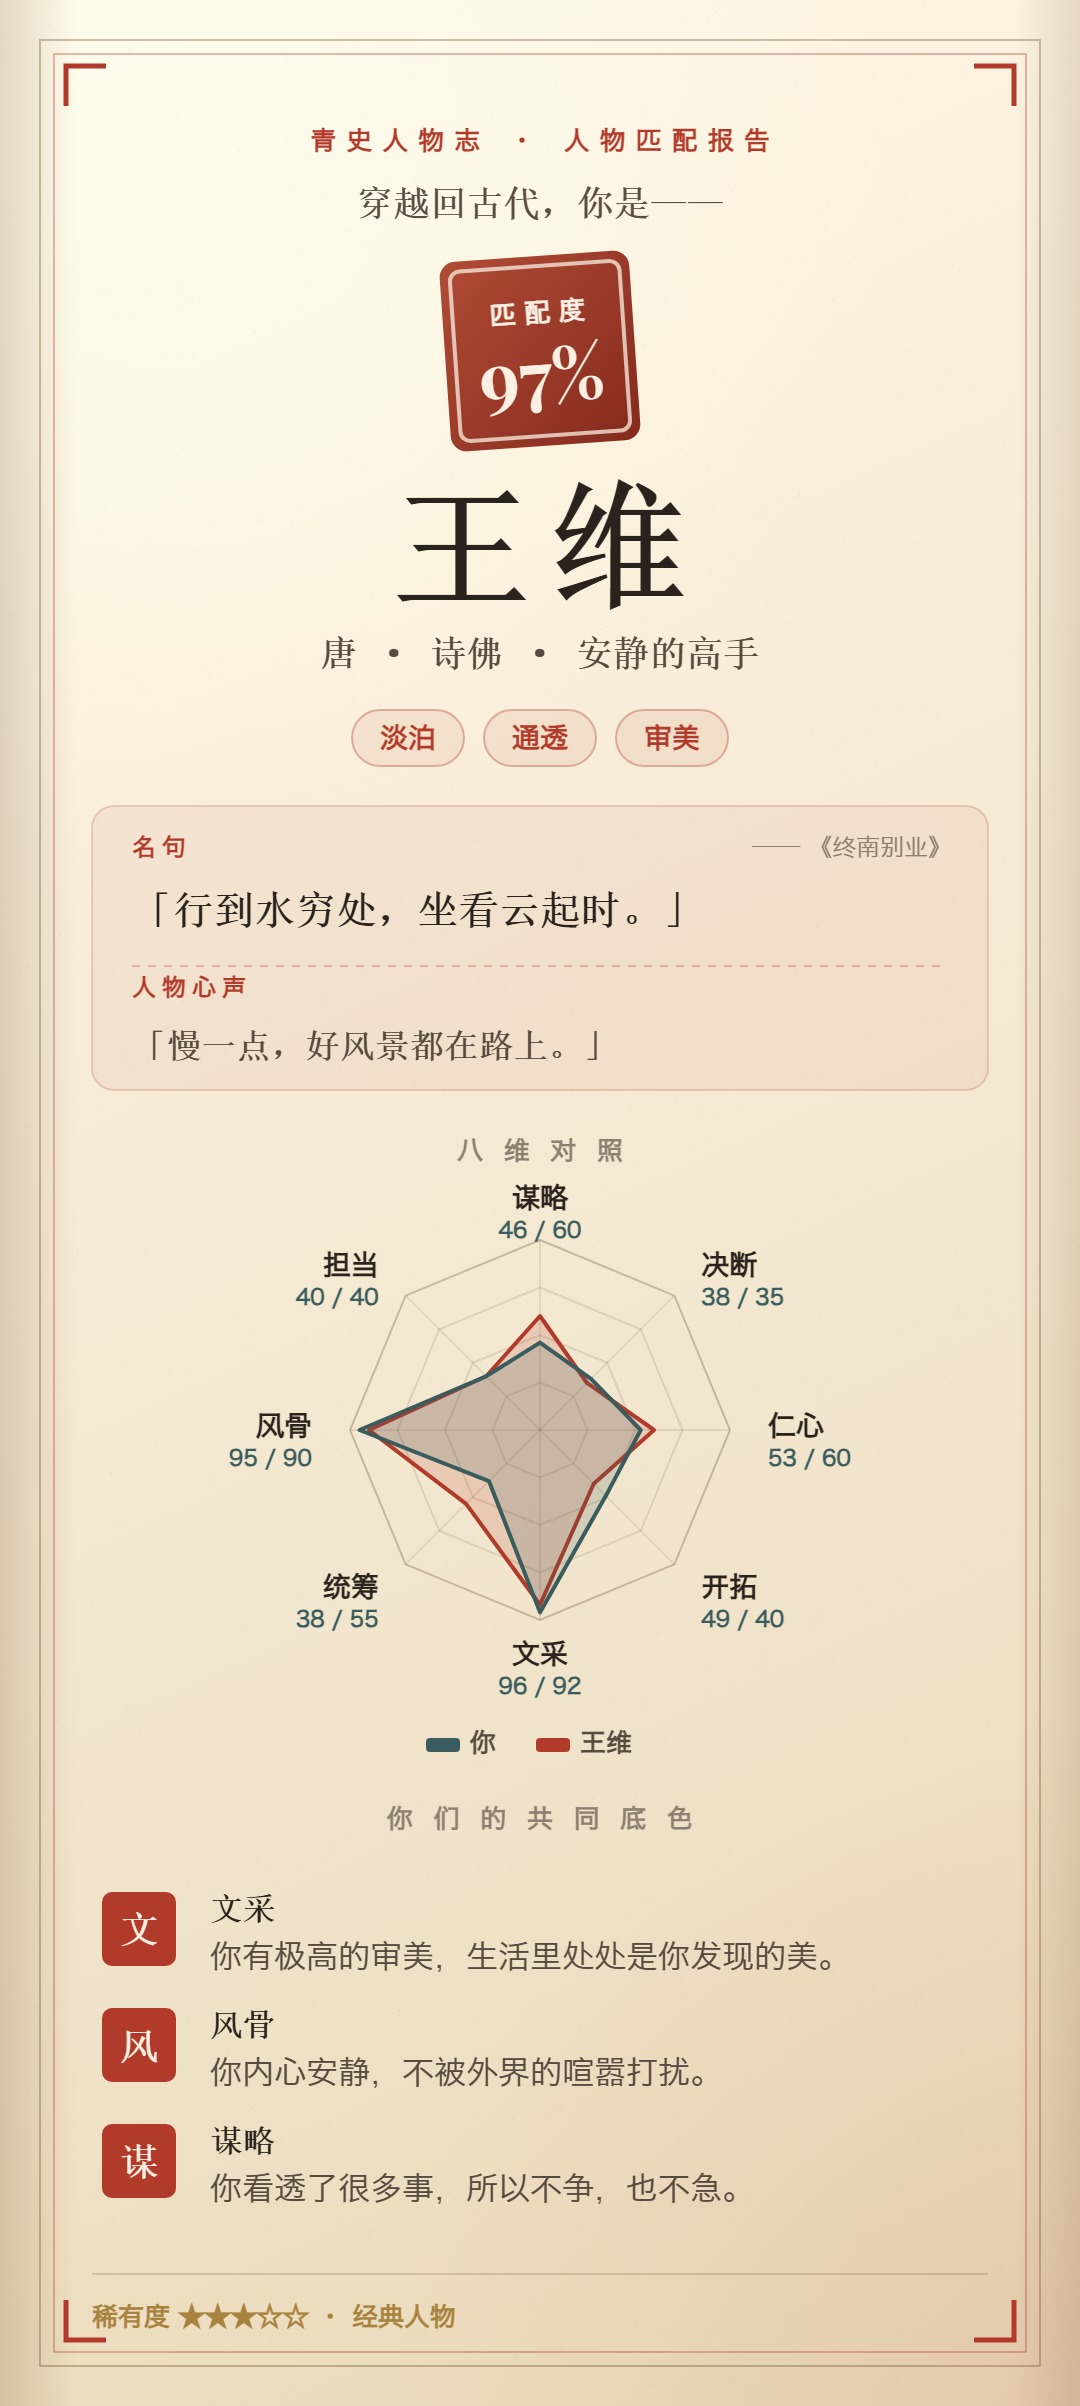 青史人物志 · 人物匹配报告
穿越回古代，你是——
匹配度
97%
王维
唐 · 诗佛 · 安静的高手
淡泊 通透 审美
名句 —— 《终南别业》
「行到水穷处，坐看云起时。」
人物心声
「慢一点，好风景都在路上。」
八维对照
谋略
46 / 60
担当 决断
40 / 40 38 / 35
风骨 仁心
95 / 90 53 / 60
统筹 开拓
38 / 55 49 / 40
文采
96 / 92
你 王维
你们的共同底色
文 文采
你有极高的审美，生活里处处是你发现的美。
风 风骨
你内心安静，不被外界的喧嚣打扰。
谋 谋略
你看透了很多事，所以不争，也不急。
稀有度 ★★★☆☆ · 经典人物